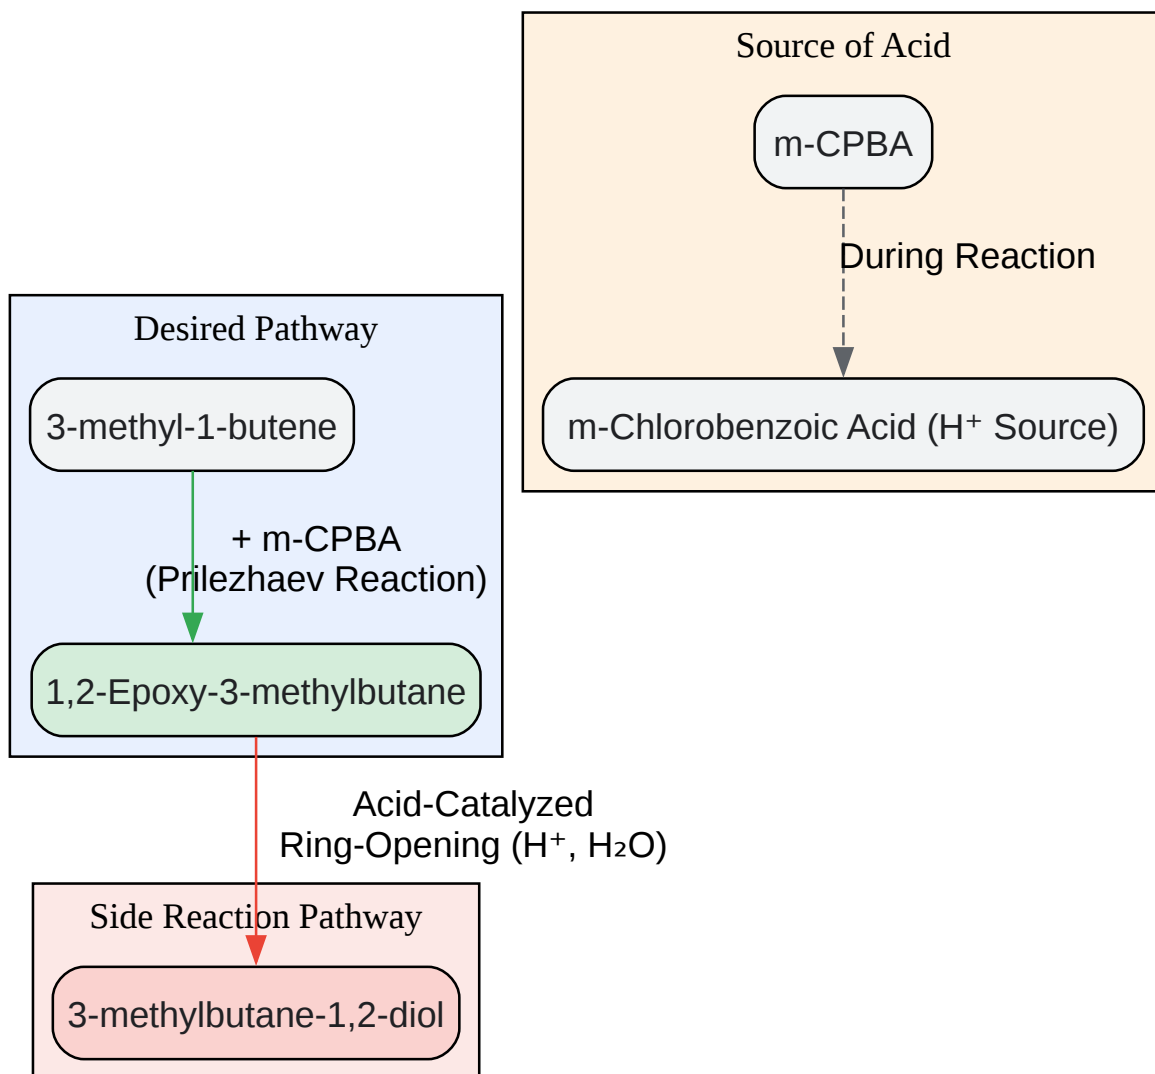 Source of Acid
m-CPBA
During Reaction
m-Chlorobenzoic Acid (H⁺ Source)
Desired Pathway
3-methyl-1-butene
+ m-CPBA
(Prilezhaev Reaction)
1,2-Epoxy-3-methylbutane
Acid-Catalyzed
Ring-Opening (H⁺, H₂O)
Side Reaction Pathway
3-methylbutane-1,2-diol